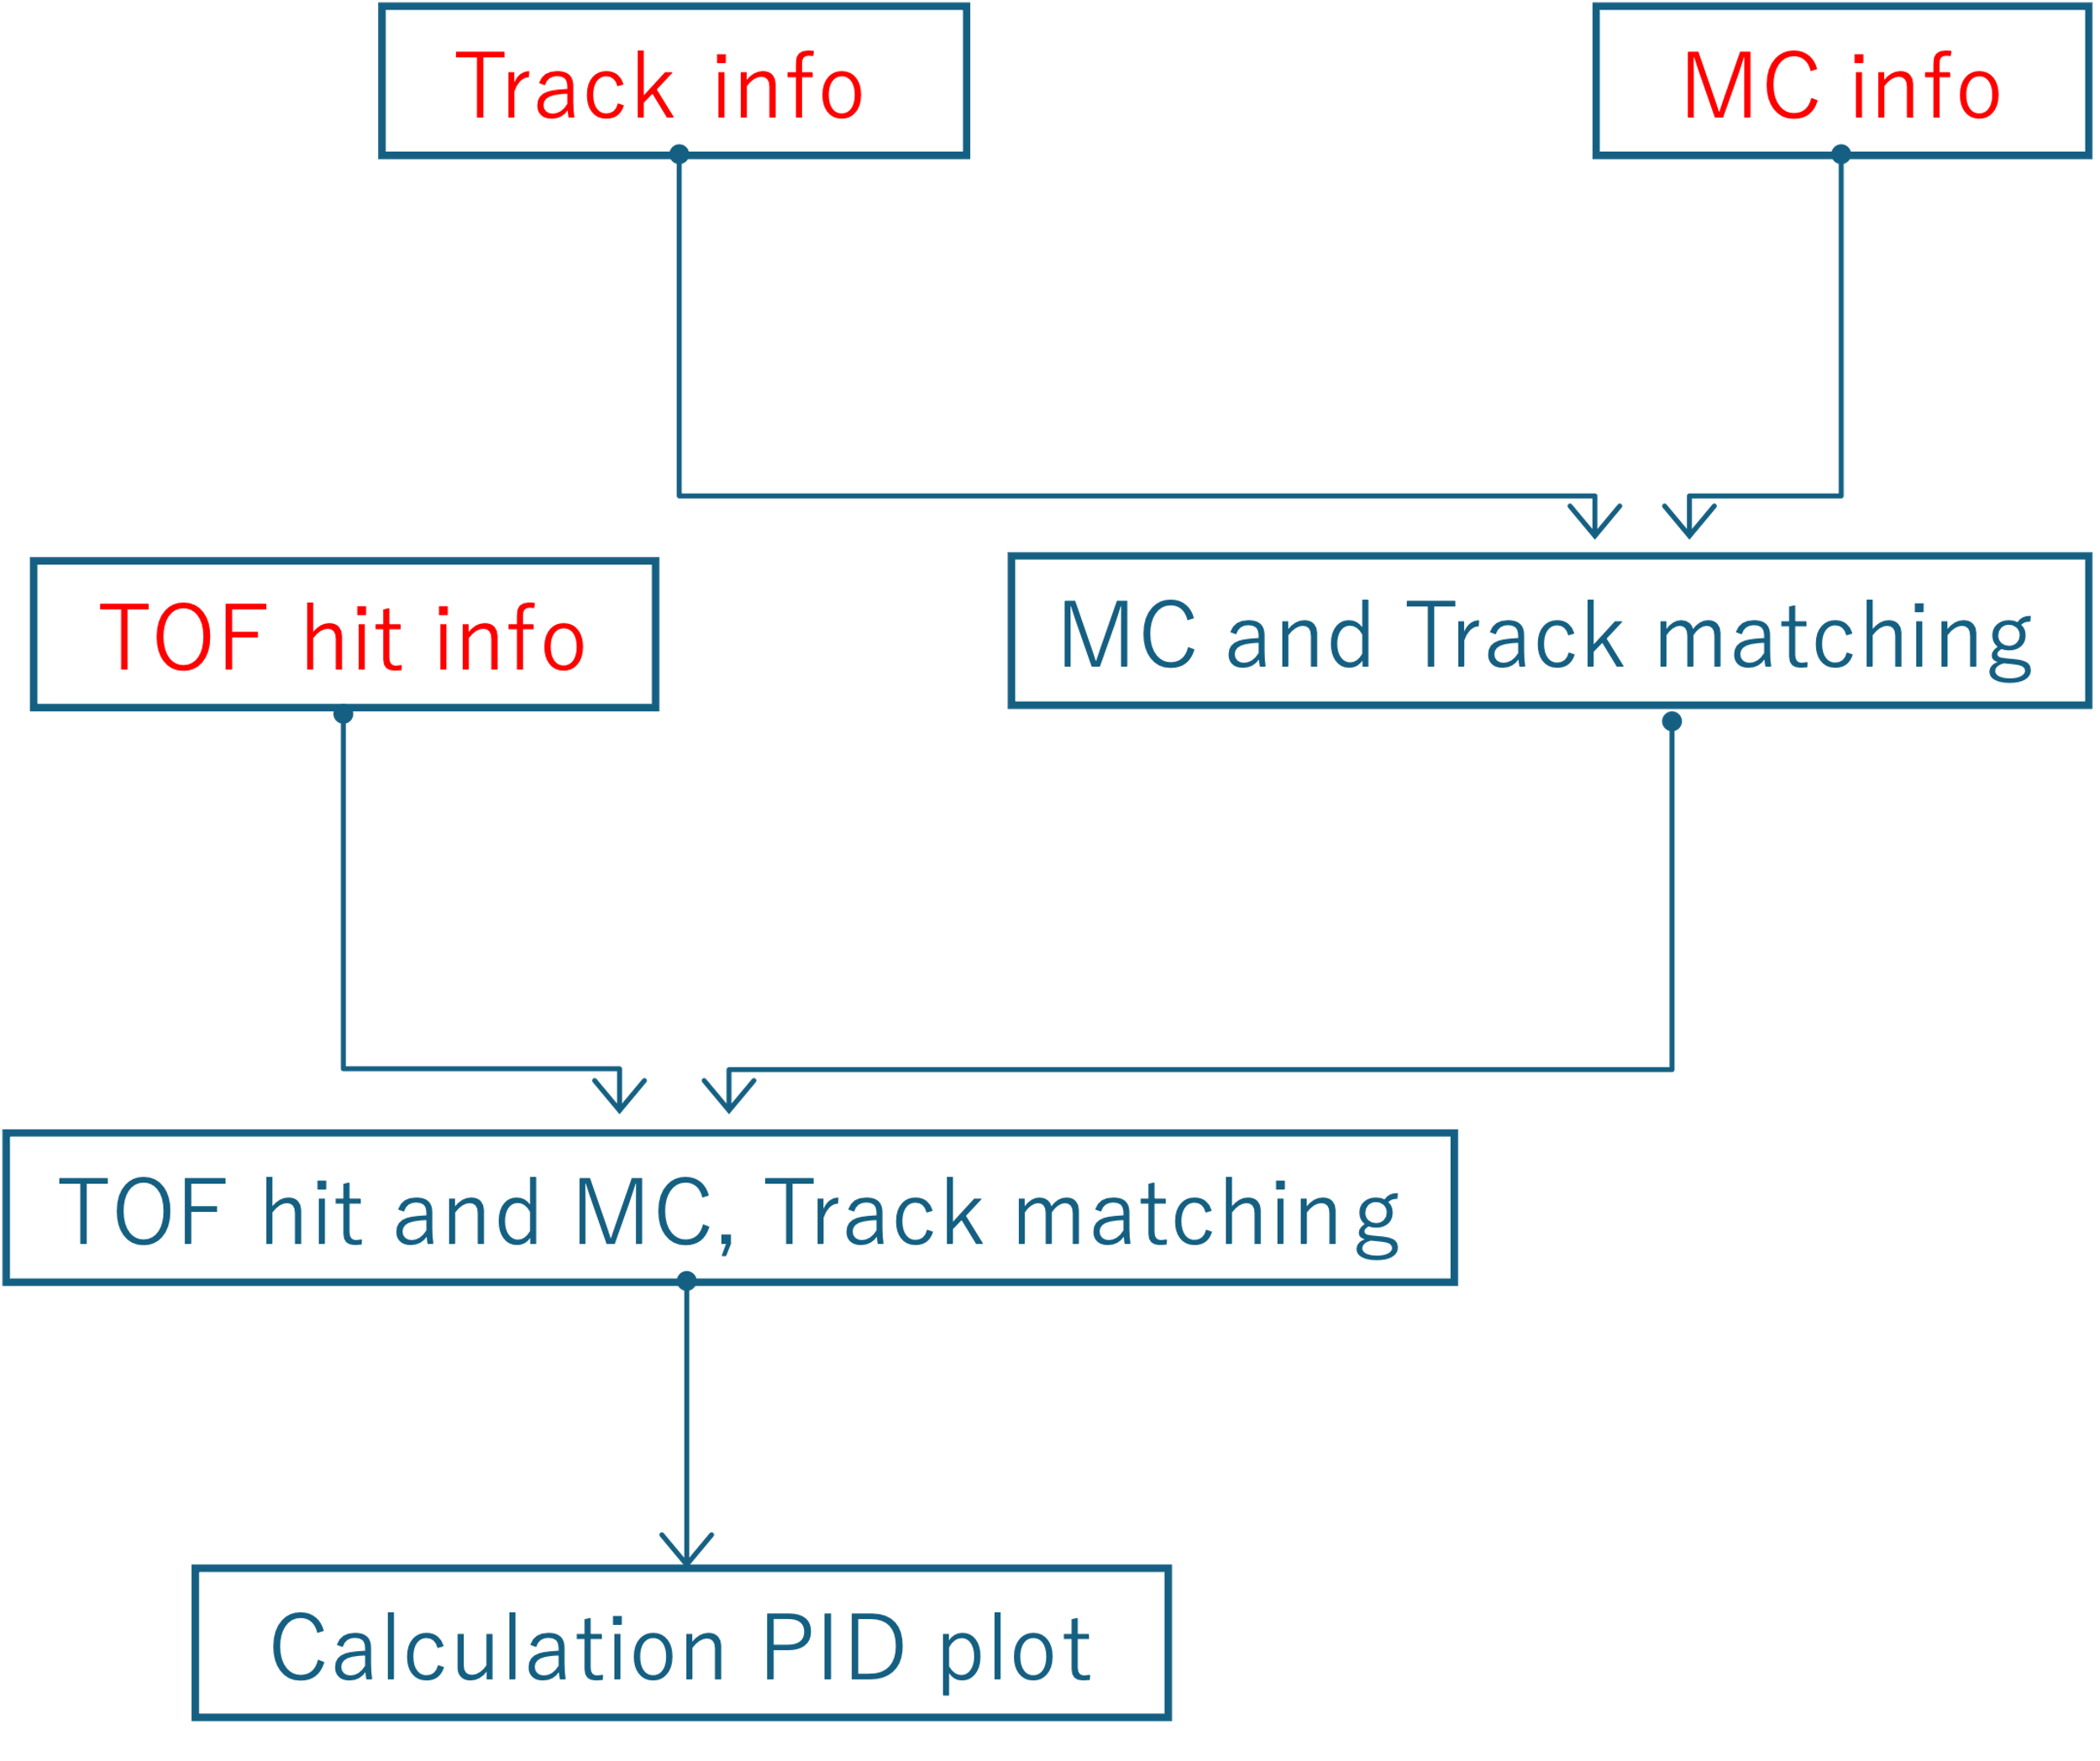 Track info
MC info
TOF hit info
MC and Track matching
TOF hit and MC, Track matching
Calculation PID plot